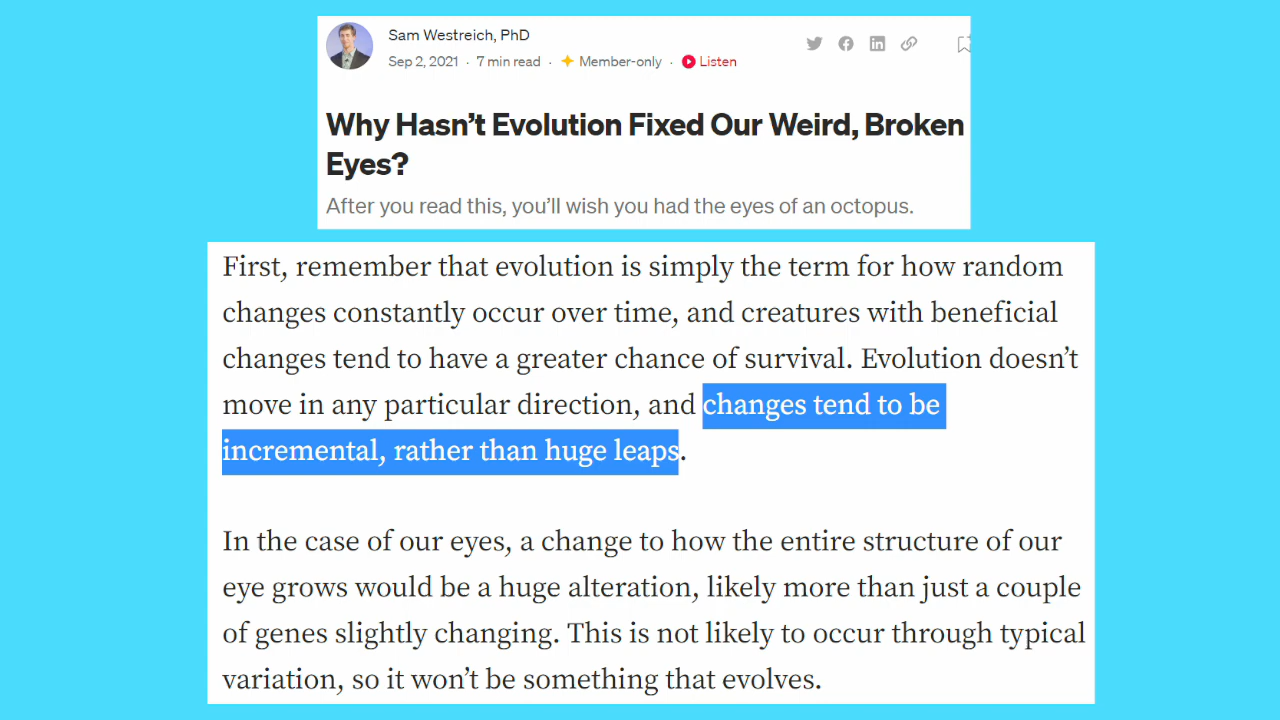 Sam Westreich, PhD
Sep 2, 2021 · 7 min read · Member-only · Listen
Why Hasn’t Evolution Fixed Our Weird, Broken
Eyes?
After you read this, you’ll wish you had the eyes of an octopus.
First, remember that evolution is simply the term for how random
changes constantly occur over time, and creatures with beneficial
changes tend to have a greater chance of survival. Evolution doesn’t
move in any particular direction, and changes tend to be
incremental, rather than huge leaps.
In the case of our eyes, a change to how the entire structure of our
eye grows would be a huge alteration, likely more than just a couple
of genes slightly changing. This is not likely to occur through typical
variation, so it won’t be something that evolves.